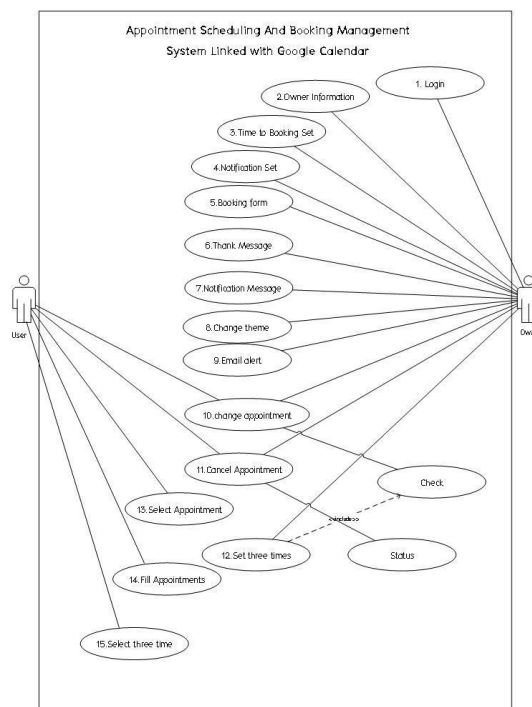 Appointment Scheduling And Booking Management
System Linked with Google Calendar
1. Login
2.Owner Information
3.Time to Booking Set
4.Notification Set
5.Booking form
6.Thank Message
7.Notification Message
8.Change theme
9.Email alert
User
Ow
10.change appointment
11.Cancel Appointment
Check
13.Select Appointment
<<include>>
12.Set three times
Status
14.Fill Appointments
15.Select three time